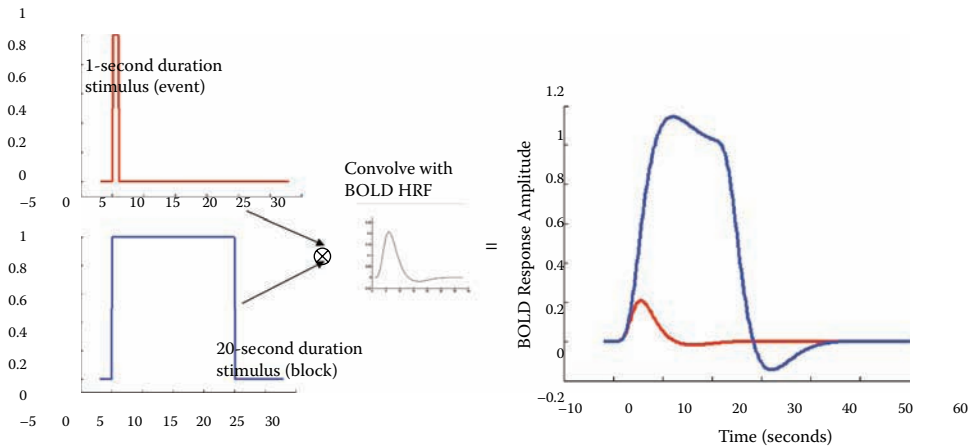 1
0.8
0.6
0.4
0.2
0
1-second duration
stimulus (event)
−5 0 5 10 15 20 25 30
1
0.8
0.6
0.4
0.2
0
20-second duration
stimulus (block)
−5 0 5 10 15 20 25 30
Convolve with
BOLD HRF
=
BOLD Response Amplitude
1.2
1
0.8
0.6
0.4
0.2
0
−0.2
−10 0 10 20 30 40 50 60
Time (seconds)